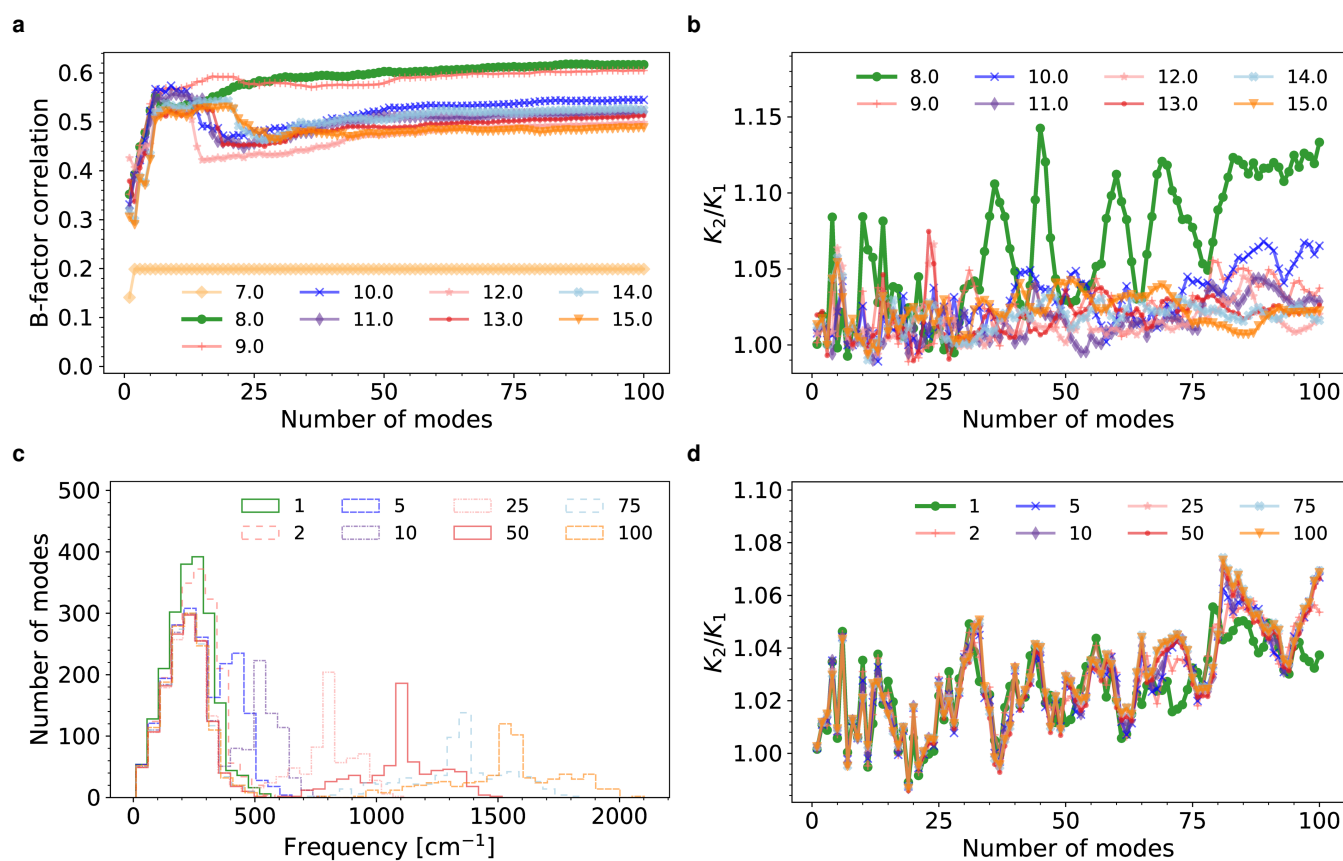 a
B-factor correlation
0.6
0.5
0.4
0.3
0.2
0.1
0.0
7.0 10.0 12.0 14.0
8.0 11.0 13.0 15.0
9.0
0 25 50 75 100
Number of modes
b
K2/K1
1.15
1.10
1.05
1.00
8.0 10.0 12.0 14.0
9.0 11.0 13.0 15.0
0 25 50 75 100
Number of modes
c
Number of modes
500
400
300
200
100
0
1 5 25 75
2 10 50 100
0 500 1000 1500 2000
Frequency [cm−1]
d
K2/K1
1.10
1.08
1.06
1.04
1.02
1.00
1 5 25 75
2 10 50 100
0 25 50 75 100
Number of modes